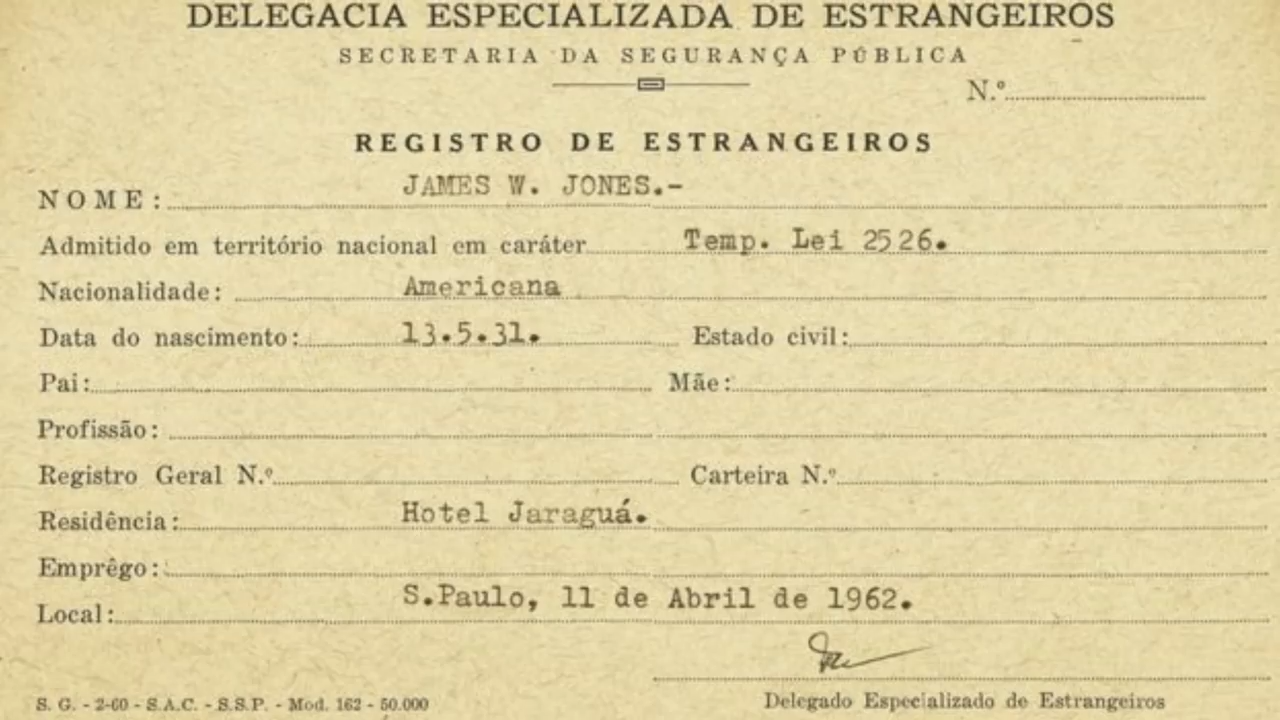 DELEGACIA ESPECIALIZADA DE ESTRANGEIROS
SECRETARIA DA SEGURANÇA PÚBLICA
N.º
REGISTRO DE ESTRANGEIROS
NOME: JAMES W. JONES.-
Admitido em território nacional em caráter Temp. Lei 2526.
Nacionalidade: Americana
Data do nascimento: 13.5.31. Estado civil:
Pai: Mãe:
Profissão:
Registro Geral N.º Carteira N.º
Residência: Hotel Jaraguá.
Emprêgo:
Local: S.Paulo, 11 de Abril de 1962.
Delegado Especializado de Estrangeiros
S. G. - 2-60 - S.A.C. - S.S.P. - Mod. 162 - 50.000